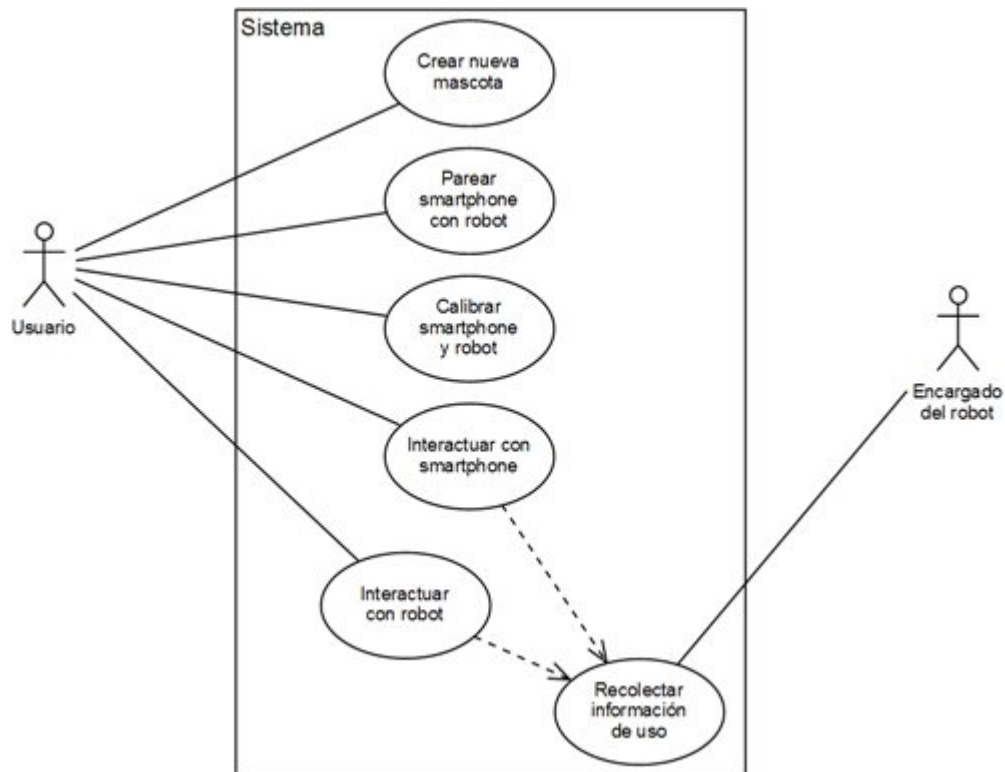 Sistema
Crear nueva
mascota
Parear
smartphone
con robot
Usuario
Calibrar
smartphone
y robot
Encargado
del robot
Interactuar con
smartphone
Interactuar
con robot
Recolectar
información
de uso